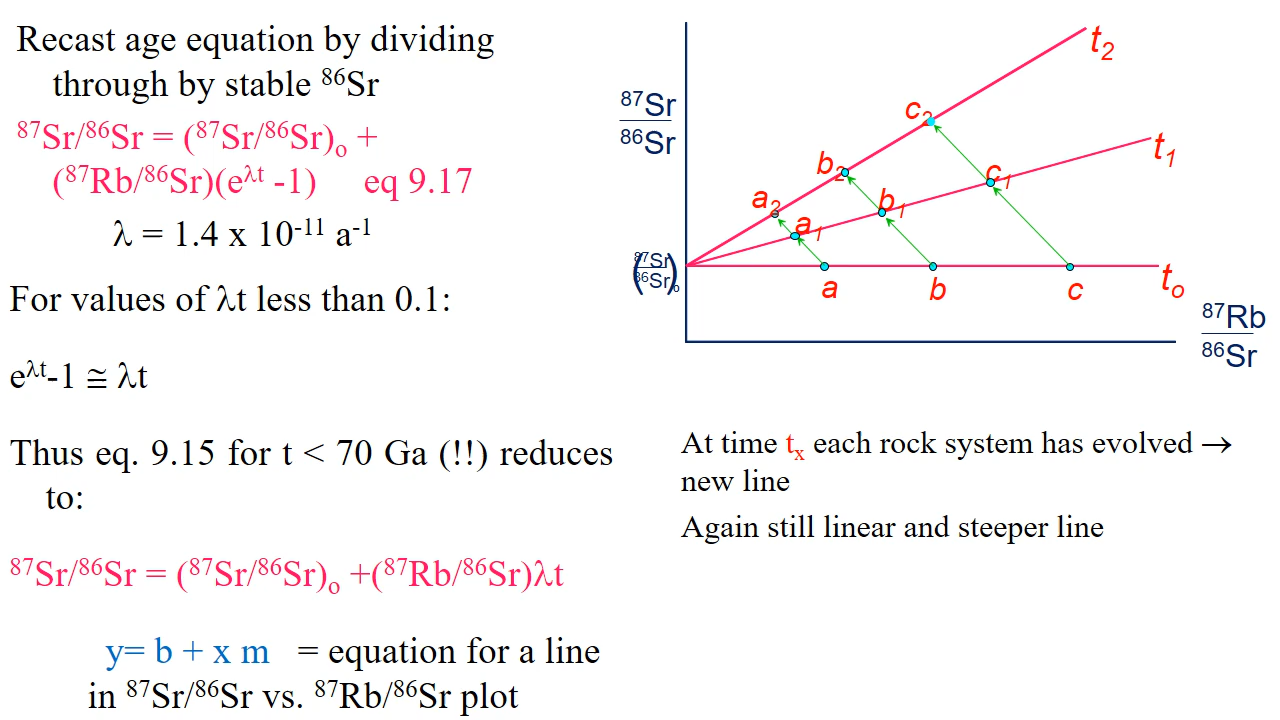 Recast age equation by dividing
through by stable ⁸⁶Sr
⁸⁷Sr/⁸⁶Sr = (⁸⁷Sr/⁸⁶Sr)ₒ +
(⁸⁷Rb/⁸⁶Sr)(e^λt -1) eq 9.17
λ = 1.4 x 10⁻¹¹ a⁻¹
For values of λt less than 0.1:
e^λt-1 ≅ λt
Thus eq. 9.15 for t < 70 Ga (!!) reduces
to:
⁸⁷Sr/⁸⁶Sr = (⁸⁷Sr/⁸⁶Sr)ₒ +(⁸⁷Rb/⁸⁶Sr)λt
y= b + x m = equation for a line
in ⁸⁷Sr/⁸⁶Sr vs. ⁸⁷Rb/⁸⁶Sr plot
⁸⁷Sr
⁸⁶Sr
t₂
c₂
t₁
b₂
c₁
a₂
b₁
a₁
(⁸⁷Sr
⁸⁶Sr)ₒ
a
b
c
tₒ
⁸⁷Rb
⁸⁶Sr
At time tₓ each rock system has evolved →
new line
Again still linear and steeper line